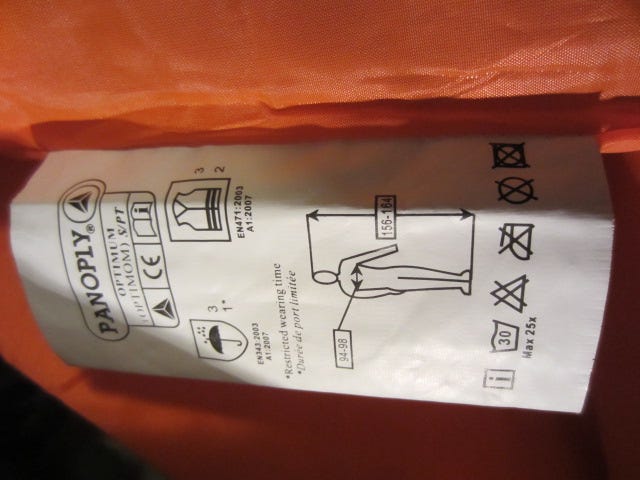 PANOPLY®
OPTIMUM
(OPTIMOM) S/PT
CE i
3
2
EN471:2003
A1:2007
3
1*
EN343:2003
A1:2007
*Restricted wearing time
*Durée de port limitée
156-164
94-98
i
30
Max 25x